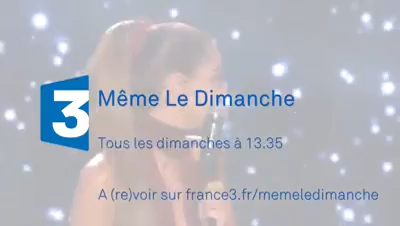 3
Même Le Dimanche
Tous les dimanches à 13.35
A (re)voir sur france3.fr/memeledimanche